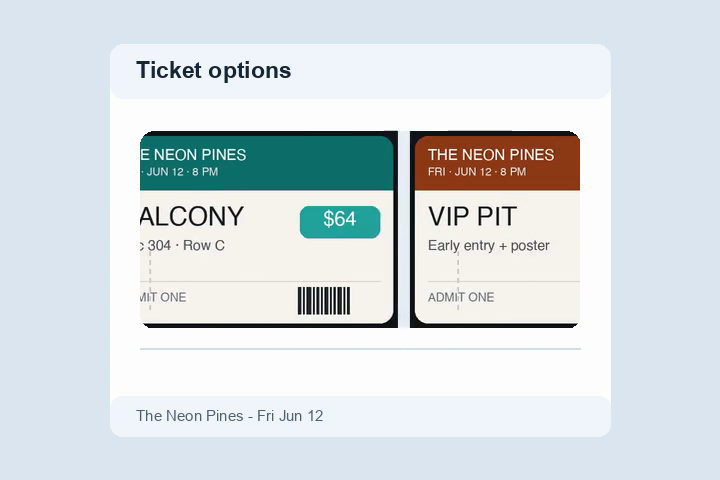 Ticket options
E NEON PINES
· JUN 12 · 8 PM
ALCONY
$64
c 304 · Row C
MIT ONE
THE NEON PINES
FRI · JUN 12 · 8 PM
VIP PIT
Early entry + poster
ADMIT ONE
The Neon Pines - Fri Jun 12